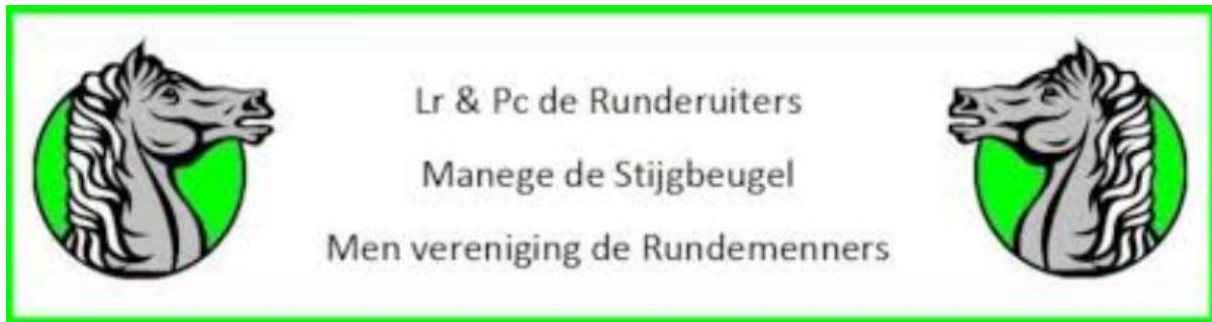 Lr & Pc de Runderuiters
Manege de Stijgbeugel
Men vereniging de Rundemenners